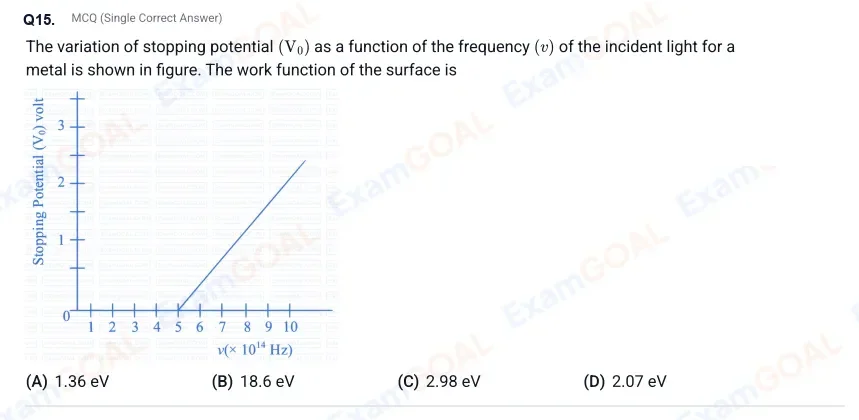 Q15. MCQ (Single Correct Answer)
The variation of stopping potential (V₀) as a function of the frequency (v) of the incident light for a
metal is shown in figure. The work function of the surface is
Stopping Potential (V₀) volt
3
2
1
0
1 2 3 4 5 6 7 8 9 10
ν(× 10¹⁴ Hz)
(A) 1.36 eV (B) 18.6 eV (C) 2.98 eV (D) 2.07 eV
ExamGOAL
ExamGOAL
ExamGOAL
ExamGOAL